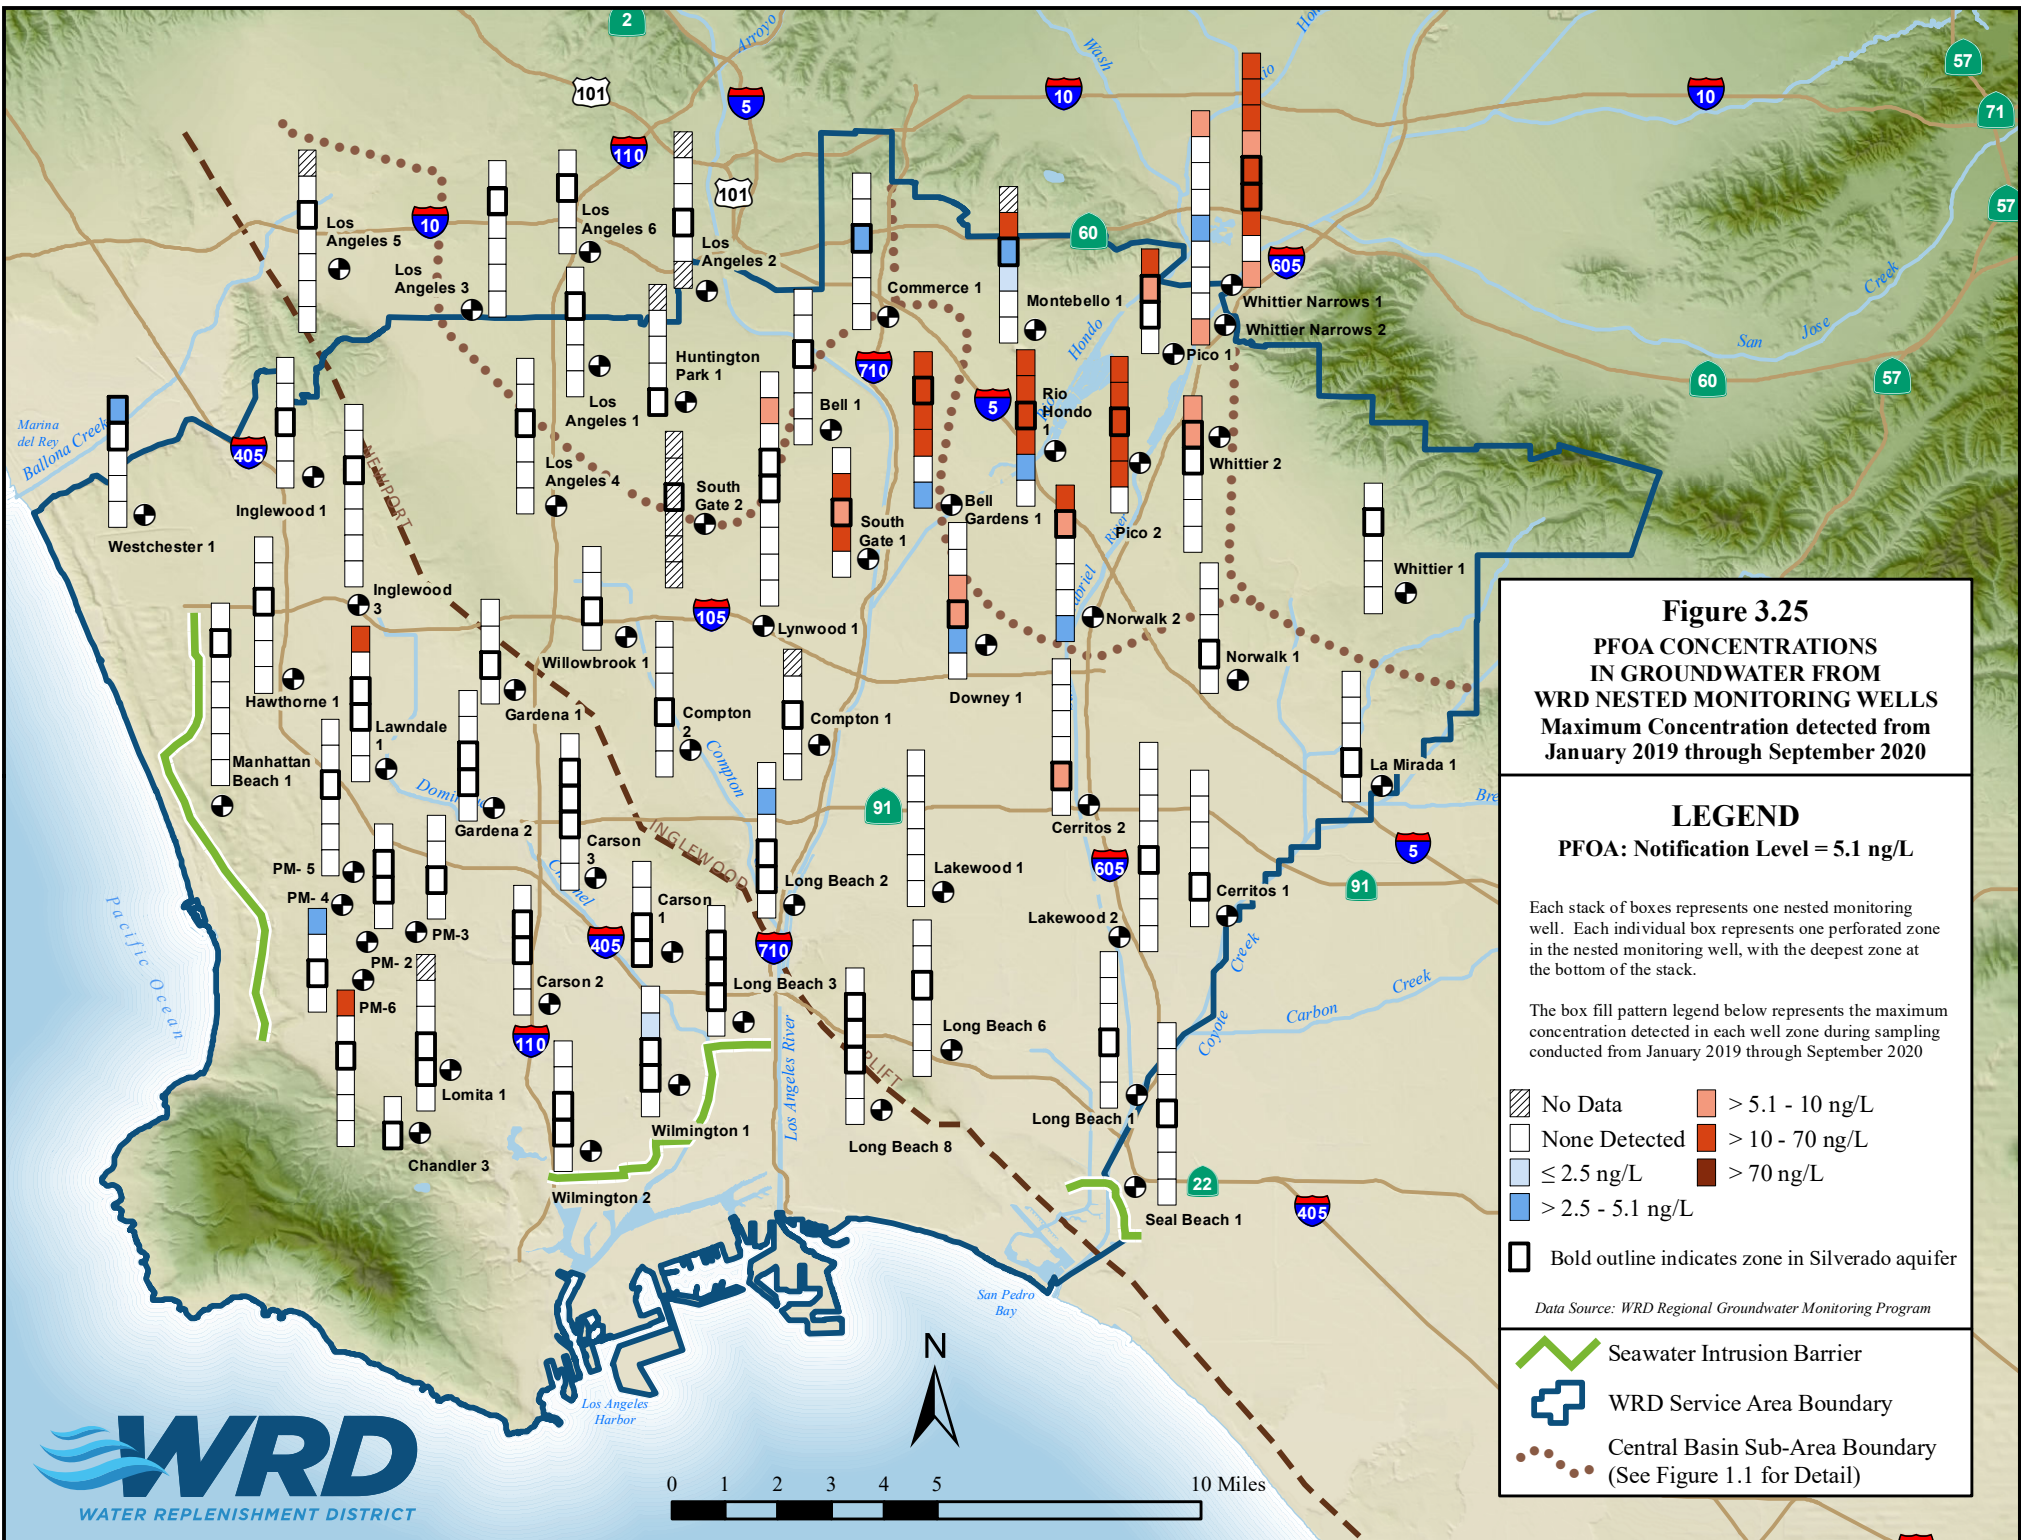 2
Arroyo
Wash
Rio
57
101
5
10
10
71
110
101
57
Los
Angeles 5
10
Los
Angeles 6
Los
Angeles 2
60
605
Los
Angeles 3
Commerce 1
Montebello 1
Whittier Narrows 1
Whittier Narrows 2
Creek
Jose
San
Hondo
Pico 1
Huntington
Park 1
710
60
57
Los
Angeles 1
Bell 1
5
Rio
Hondo
1
Rio
Marina
del Rey
Ballona Creek
405
NEWPORT
Los
Angeles 4
Whittier 2
South
Gate 2
Bell
Gardens 1
Inglewood 1
South
Gate 1
Pico 2
River
Westchester 1
Whittier 1
Inglewood
3
105
Lynwood 1
Norwalk 2
Willowbrook 1
Norwalk 1
Hawthorne 1
Gardena 1
Downey 1
Compton
2
Compton 1
Lawndale
1
Manhattan
Beach 1
Compton
La Mirada 1
Gardena 2
91
Cerritos 2
INGLEWOOD
Carson
3
5
PM- 5
Long Beach 2
Lakewood 1
605
91
Cerritos 1
PM- 4
Carson
1
Lakewood 2
PM-3
405
710
PM- 2
Pacific Ocean
Carson 2
Long Beach 3
Creek
Creek
PM-6
Carbon
Long Beach 6
Coyote
110
UPLIFT
Lomita 1
Los Angeles River
Wilmington 1
Long Beach 1
Long Beach 8
Chandler 3
Wilmington 2
22
Seal Beach 1
405
San Pedro
Bay
Los Angeles
Harbor
N
0 1 2 3 4 5 10 Miles
WRD
WATER REPLENISHMENT DISTRICT
Figure 3.25
PFOA CONCENTRATIONS
IN GROUNDWATER FROM
WRD NESTED MONITORING WELLS
Maximum Concentration detected from
January 2019 through September 2020
LEGEND
PFOA: Notification Level = 5.1 ng/L
Each stack of boxes represents one nested monitoring
well. Each individual box represents one perforated zone
in the nested monitoring well, with the deepest zone at
the bottom of the stack.
The box fill pattern legend below represents the maximum
concentration detected in each well zone during sampling
conducted from January 2019 through September 2020
No Data
> 5.1 - 10 ng/L
None Detected
> 10 - 70 ng/L
≤ 2.5 ng/L
> 70 ng/L
> 2.5 - 5.1 ng/L
Bold outline indicates zone in Silverado aquifer
Data Source: WRD Regional Groundwater Monitoring Program
Seawater Intrusion Barrier
WRD Service Area Boundary
Central Basin Sub-Area Boundary
(See Figure 1.1 for Detail)